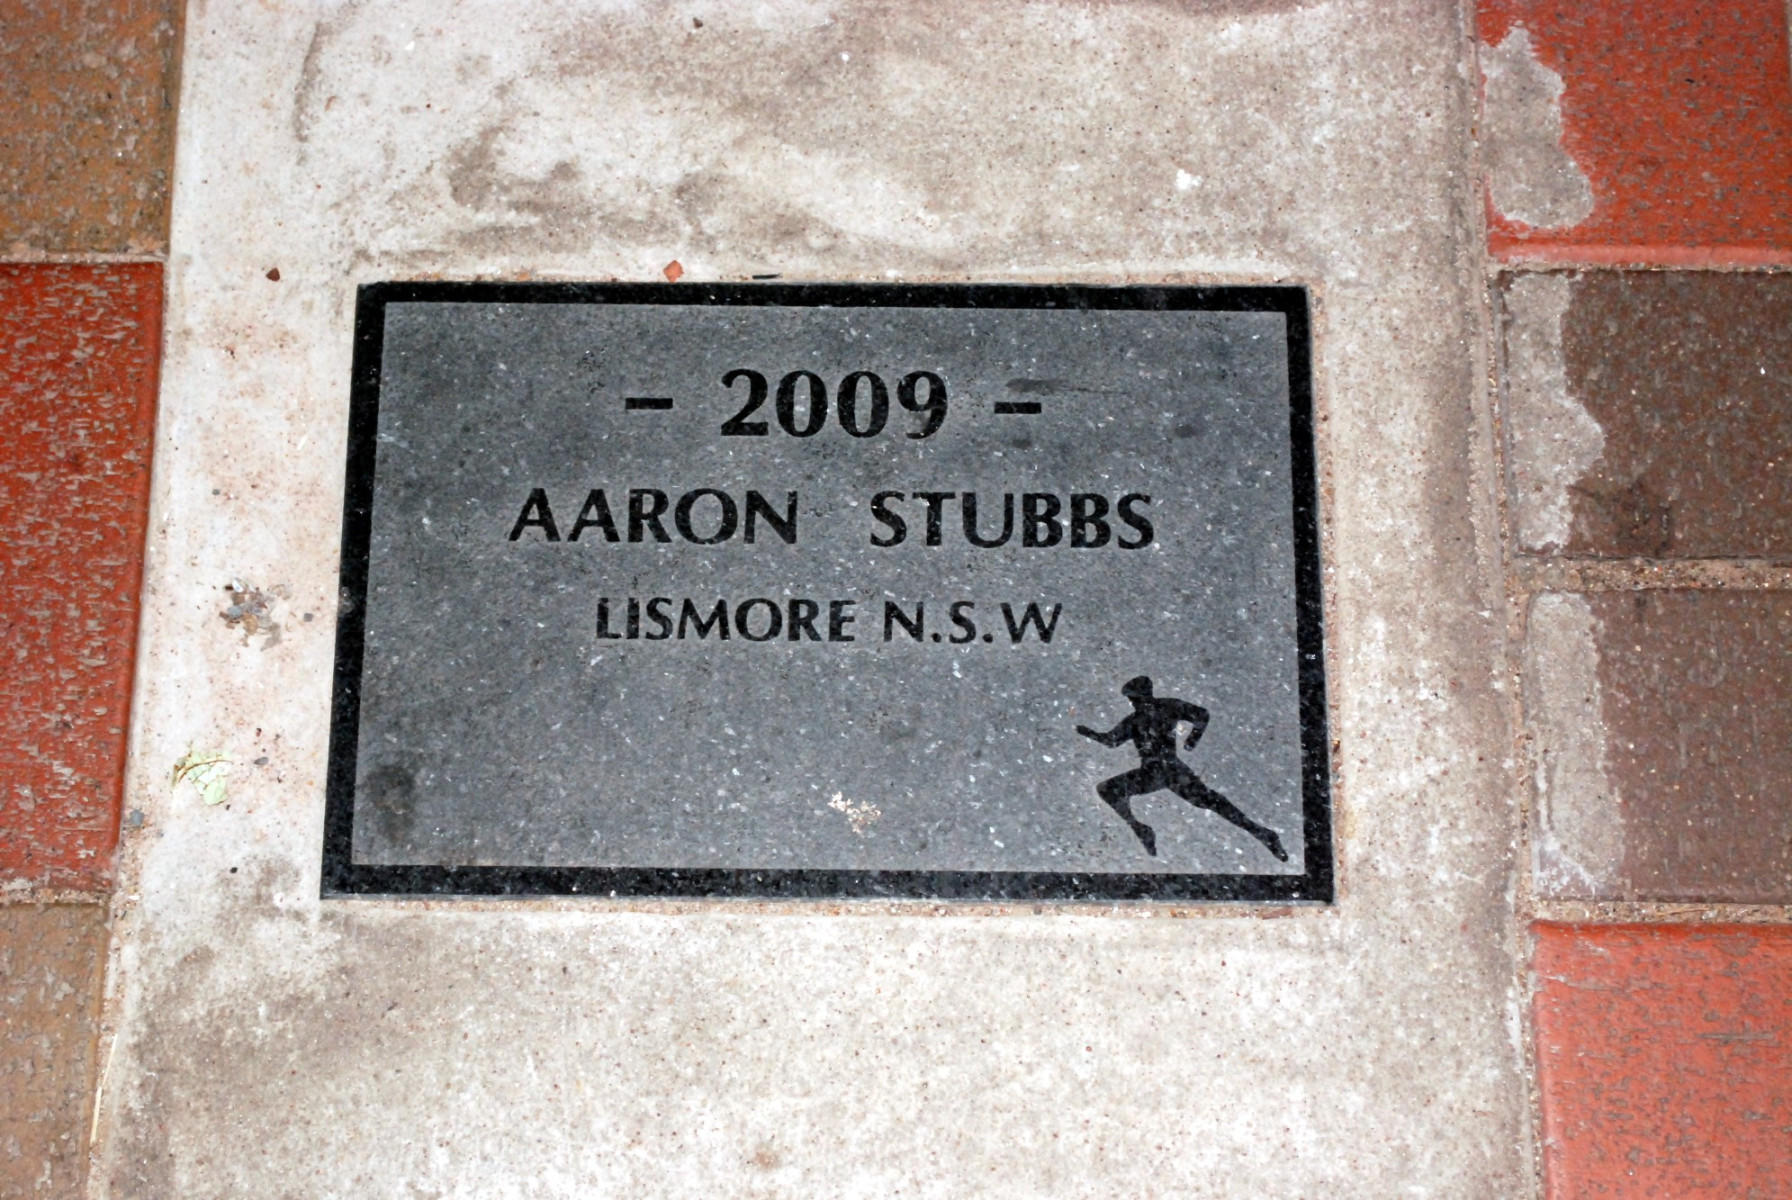 - 2009 -
AARON STUBBS
LISMORE N.S.W